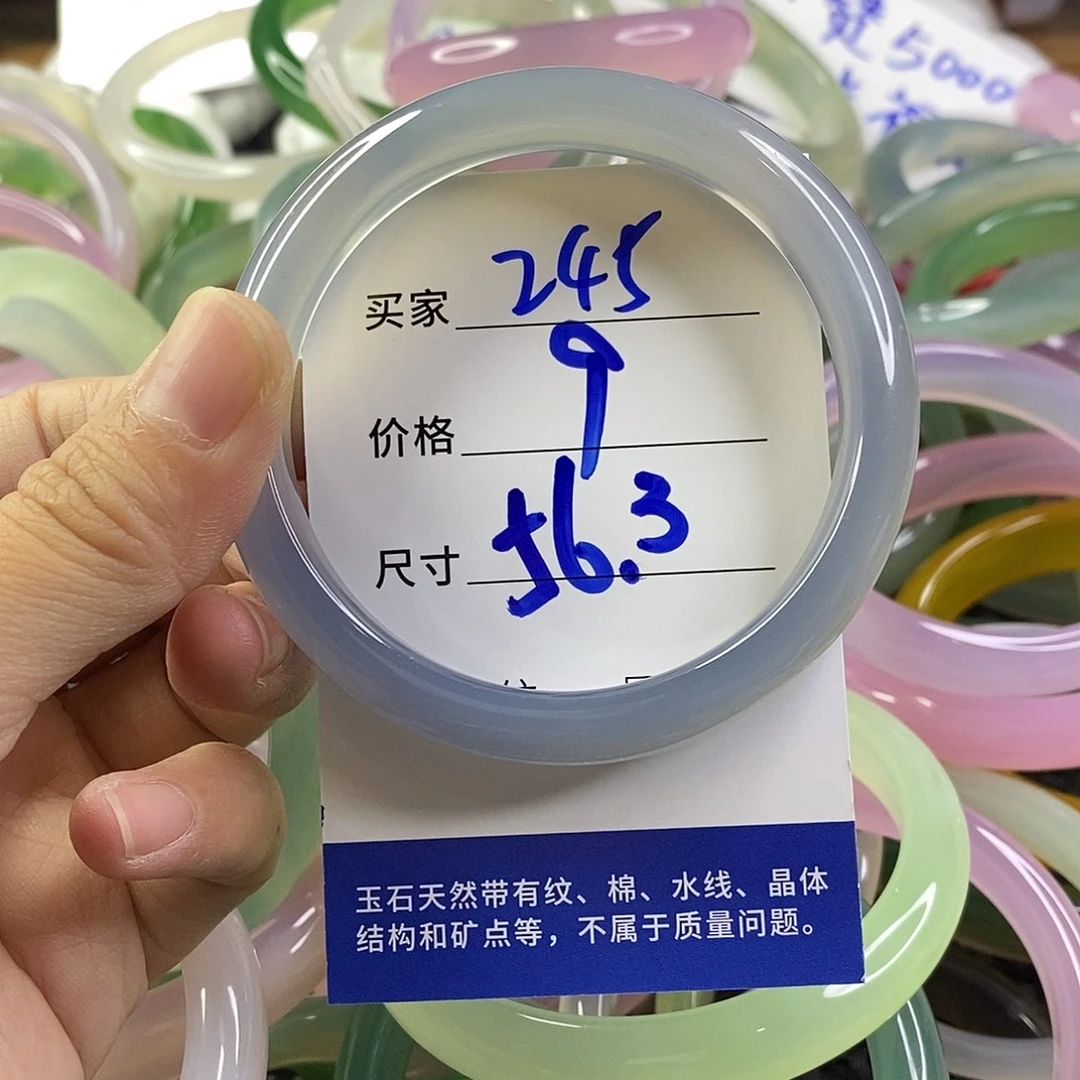 5000
买家 245
价格 9
尺寸 56.3
玉石天然带有纹、棉、水线、晶体
结构和矿点等，不属于质量问题。